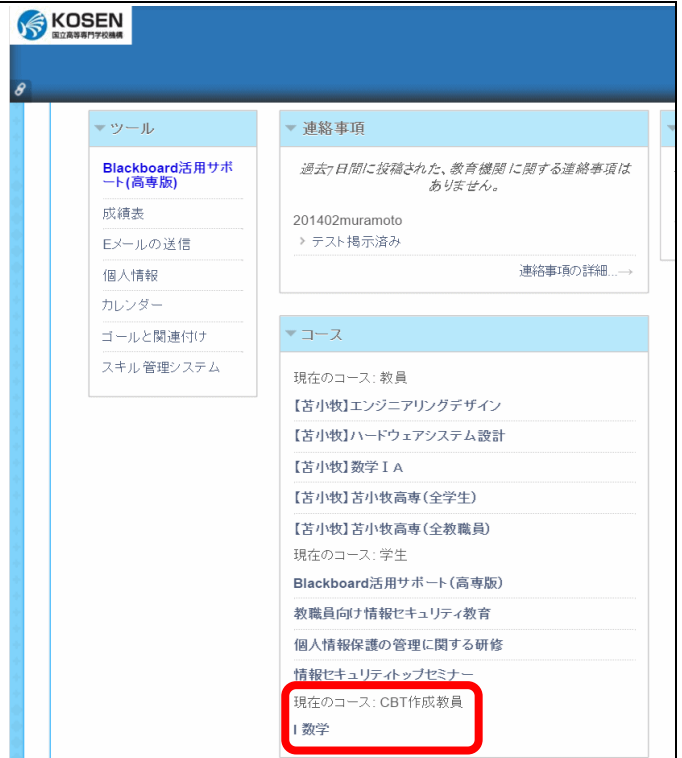 KOSEN
国立高等専門学校機構
ツール
Blackboard活用サポ
ート(高専版)
成績表
Eメールの送信
個人情報
カレンダー
ゴールと関連付け
スキル管理システム
連絡事項
過去7日間に投稿された、教育機関に関する連絡事項は
ありません。
201402muramoto
テスト掲示済み
連絡事項の詳細...→
コース
現在のコース: 教員
【苫小牧】エンジニアリングデザイン
【苫小牧】ハードウェアシステム設計
【苫小牧】数学ⅠA
【苫小牧】苫小牧高専(全学生)
【苫小牧】苫小牧高専(全教職員)
現在のコース: 学生
Blackboard活用サポート(高専版)
教職員向け情報セキュリティ教育
個人情報保護の管理に関する研修
情報セキュリティトップセミナー
現在のコース: CBT作成教員
I 数学